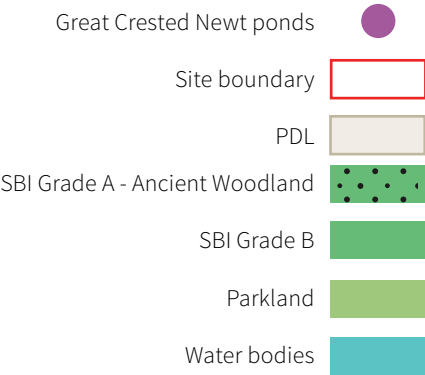 Great Crested Newt ponds
Site boundary
PDL
SBI Grade A - Ancient Woodland
SBI Grade B
Parkland
Water bodies